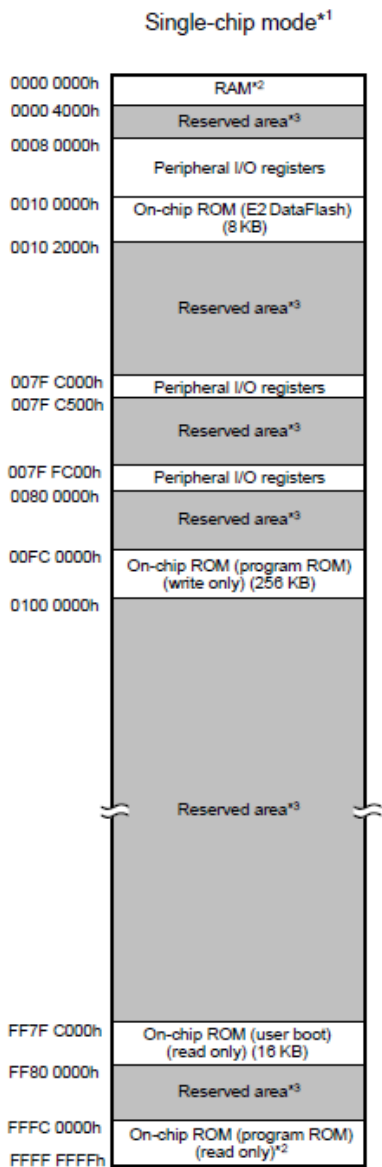 Single-chip mode*1
0000 0000h
RAM*2
0000 4000h
Reserved area*3
0008 0000h
Peripheral I/O registers
0010 0000h
On-chip ROM (E2 DataFlash)
(8 KB)
0010 2000h
Reserved area*3
007F C000h
Peripheral I/O registers
007F C500h
Reserved area*3
007F FC00h
Peripheral I/O registers
0080 0000h
Reserved area*3
00FC 0000h
On-chip ROM (program ROM)
(write only) (256 KB)
0100 0000h
Reserved area*3
FF7F C000h
On-chip ROM (user boot)
(read only) (16 KB)
FF80 0000h
Reserved area*3
FFFC 0000h
On-chip ROM (program ROM)
(read only)*2
FFFF FFFFh